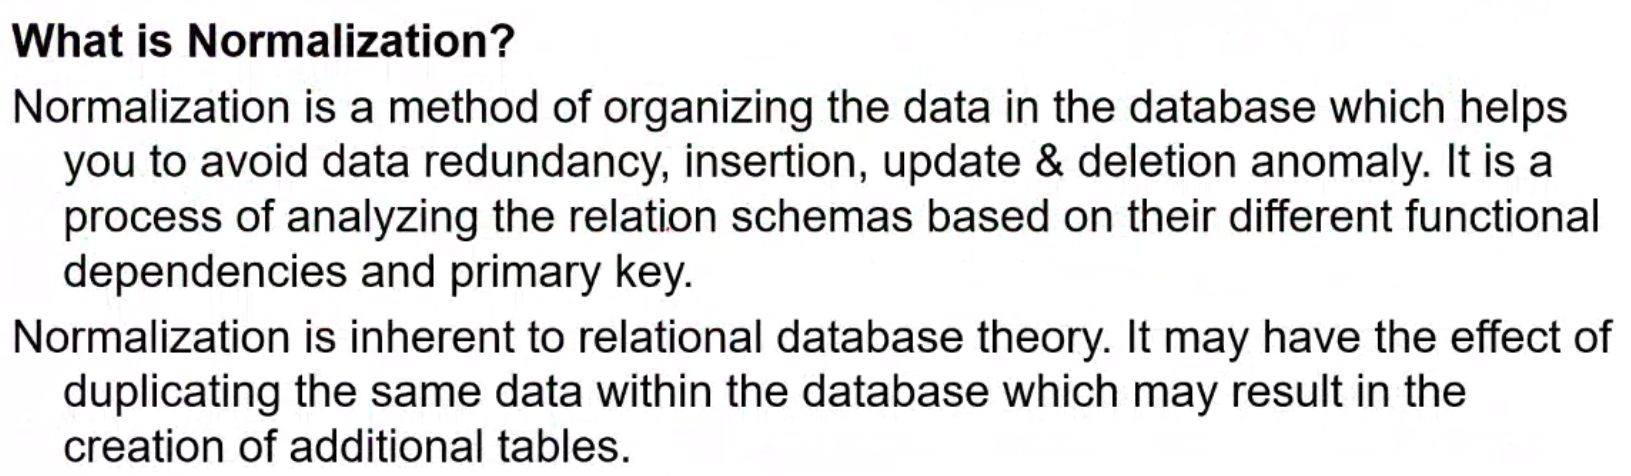 What is Normalization?
Normalization is a method of organizing the data in the database which helps
you to avoid data redundancy, insertion, update & deletion anomaly. It is a
process of analyzing the relation schemas based on their different functional
dependencies and primary key.
Normalization is inherent to relational database theory. It may have the effect of
duplicating the same data within the database which may result in the
creation of additional tables.